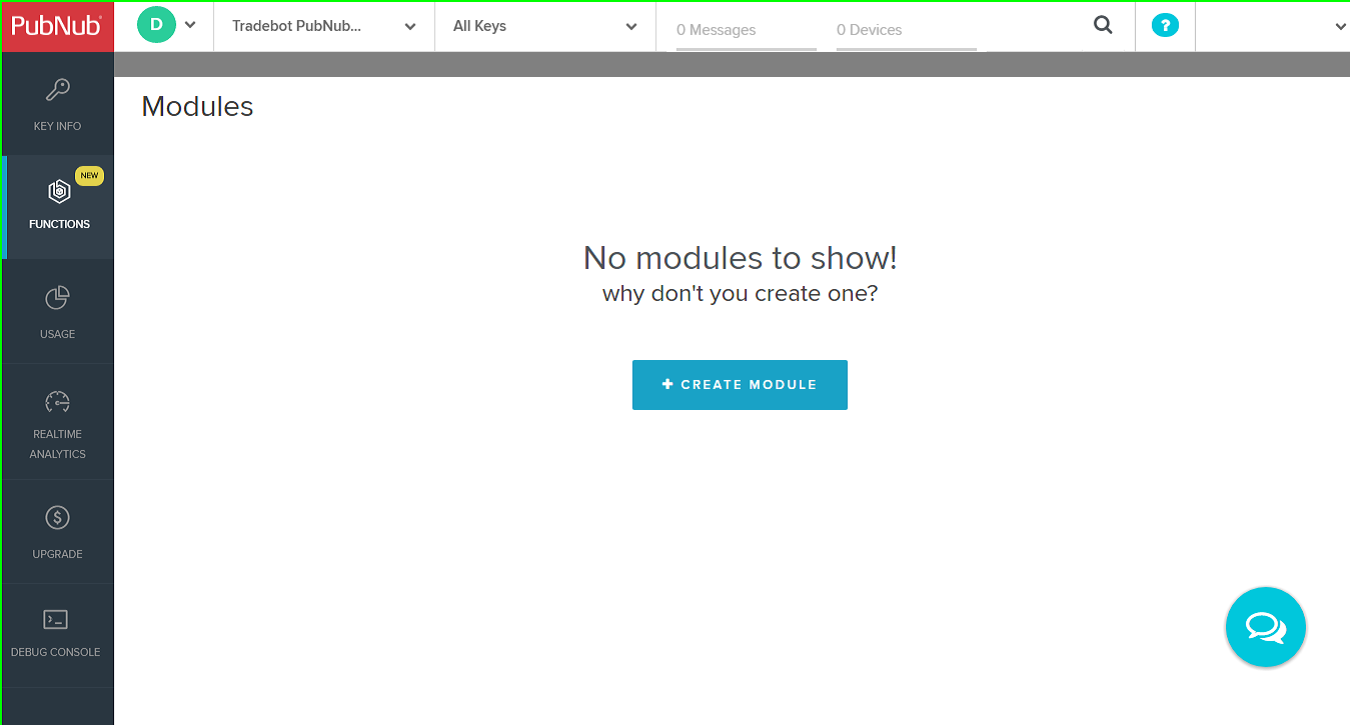 PubNub
D
Tradebot PubNub...
All Keys
0 Messages
0 Devices
?
KEY INFO
NEW
FUNCTIONS
USAGE
REALTIME
ANALYTICS
$
UPGRADE
DEBUG CONSOLE
Modules
No modules to show!
why don't you create one?
+ CREATE MODULE